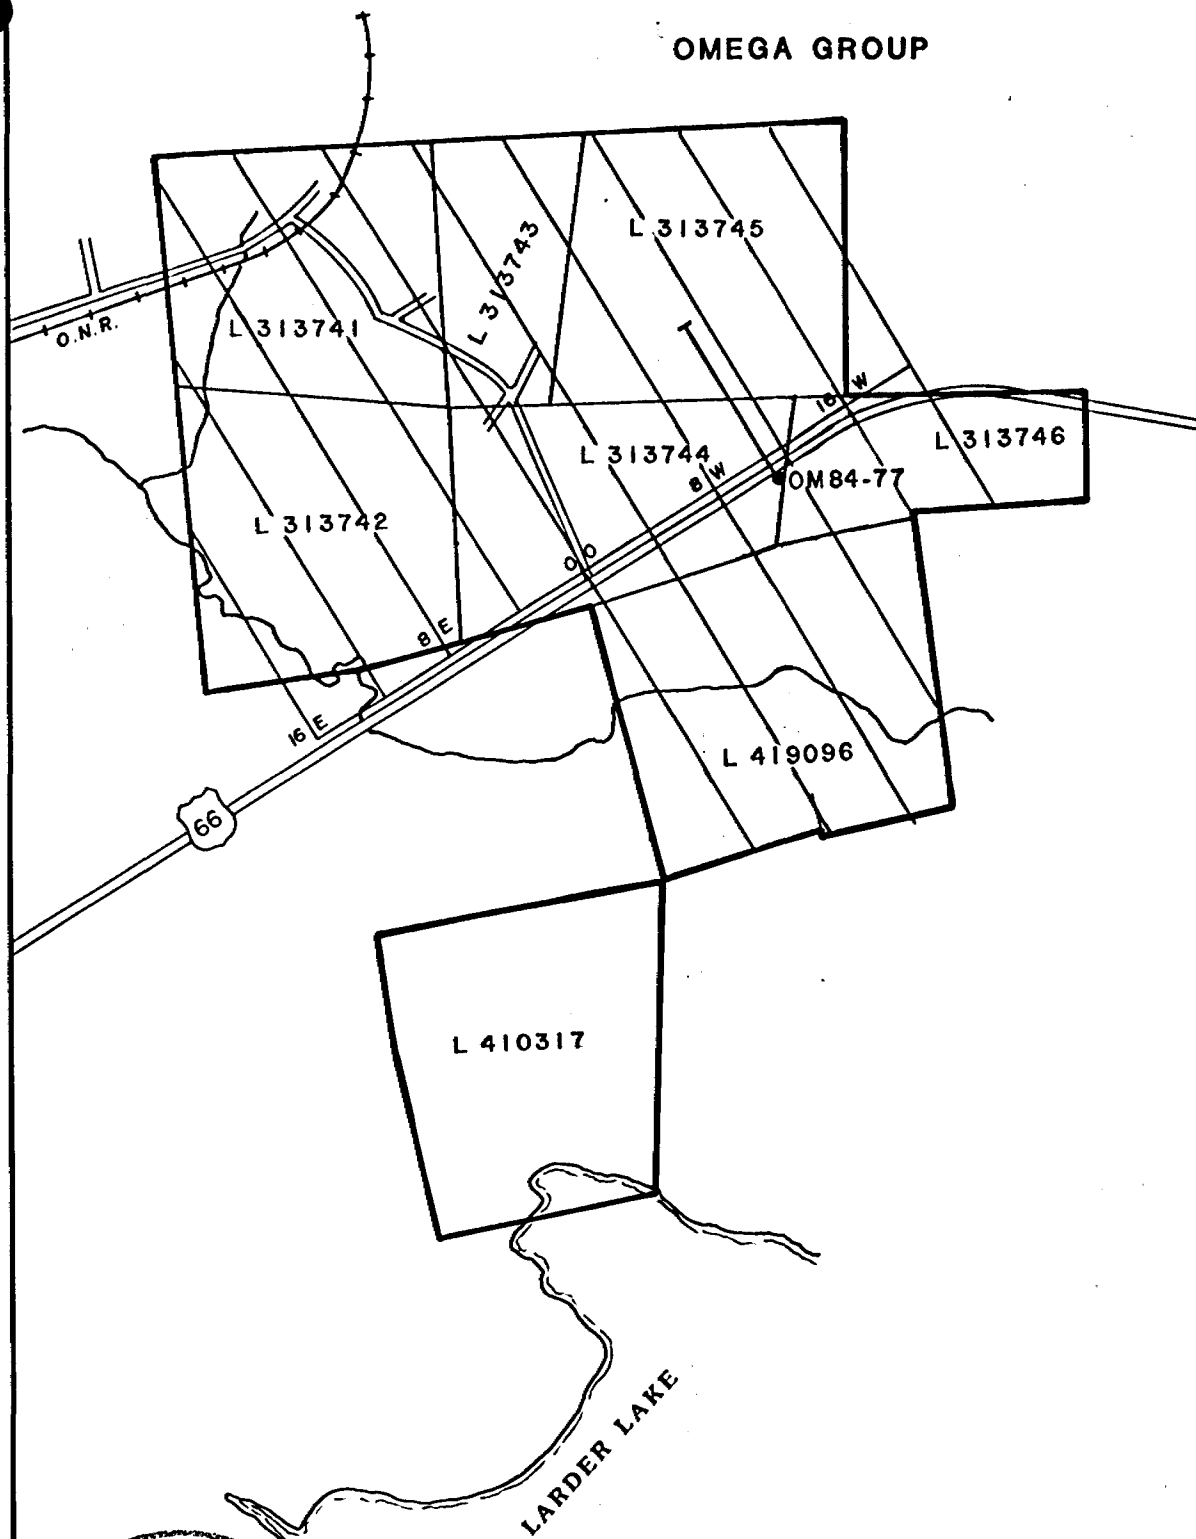 OMEGA GROUP
L 313745
L 313743
L 313741
O.N.R.
16 W
L 313746
L 313744
8 W
OM84-77
L 313742
0 0
8 E
16 E
L 419096
66
L 410317
LARDER LAKE